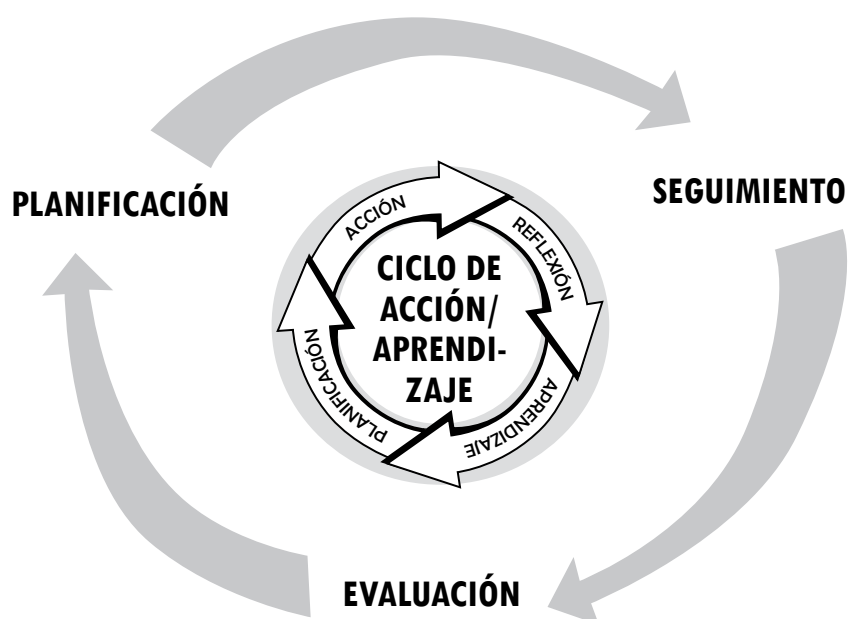 PLANIFICACIÓN
SEGUIMIENTO
ACCIÓN
REFLEXIÓN
CICLO DE
ACCIÓN/
APRENDI-
ZAJE
PLANIFICACIÓN
APRENDIZAJE
EVALUACIÓN